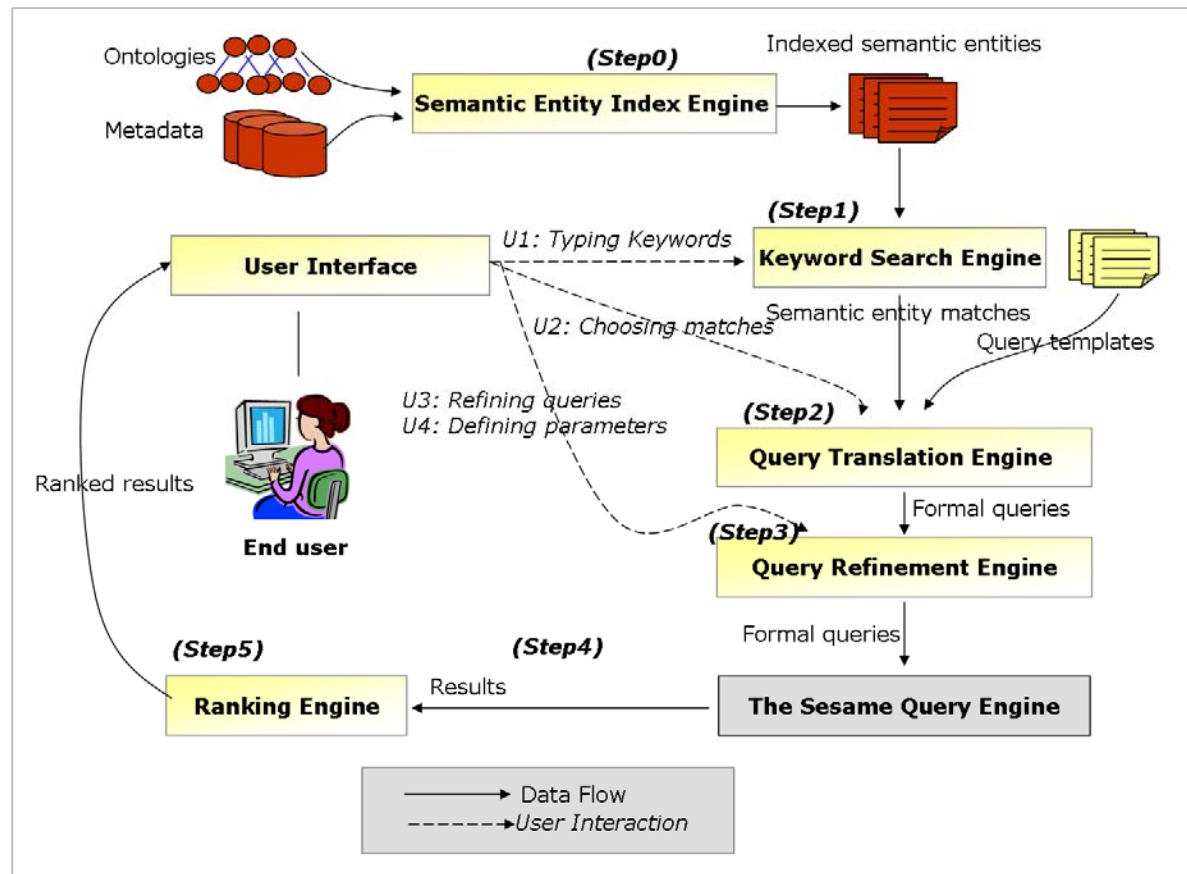 Ontologies
(Step0)
Indexed semantic entities
Semantic Entity Index Engine
Metadata
(Step1)
U1: Typing Keywords
User Interface
Keyword Search Engine
Semantic entity matches
U2: Choosing matches
Query templates
U3: Refining queries
U4: Defining parameters
(Step2)
Query Translation Engine
Ranked results
Formal queries
End user
(Step3)
Query Refinement Engine
Formal queries
(Step5)
(Step4)
Results
Ranking Engine
The Sesame Query Engine
Data Flow
User Interaction